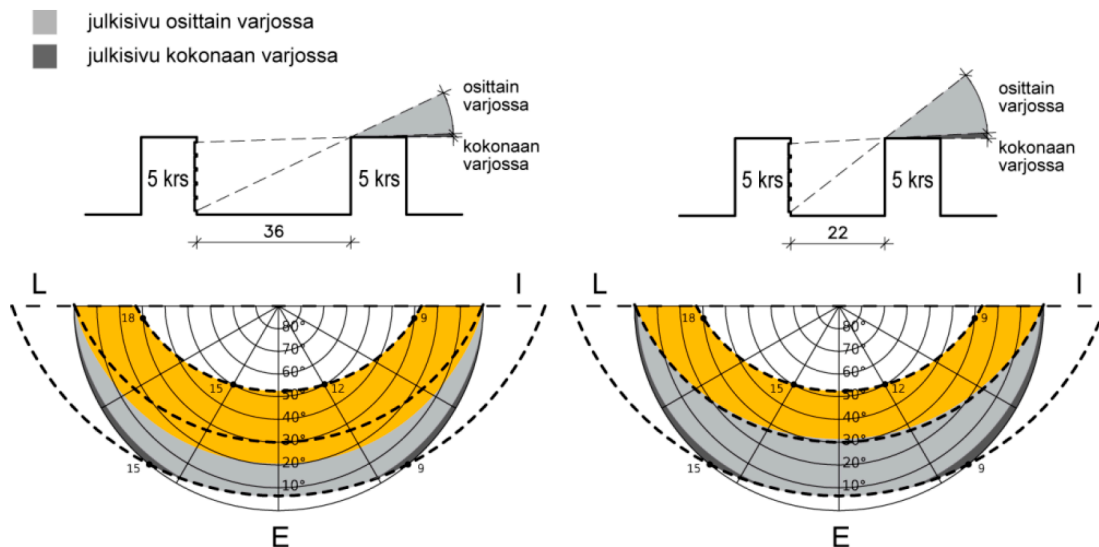 julkisivu osittain varjossa
julkisivu kokonaan varjossa
osittain
varjossa
kokonaan
varjossa
5 krs
5 krs
36
osittain
varjossa
kokonaan
varjossa
5 krs
5 krs
22
L
I
18
9
80°
70°
60°
50°
40°
30°
20°
10°
15
12
15
9
E
L
I
18
9
80°
70°
60°
50°
40°
30°
20°
10°
15
12
15
9
E